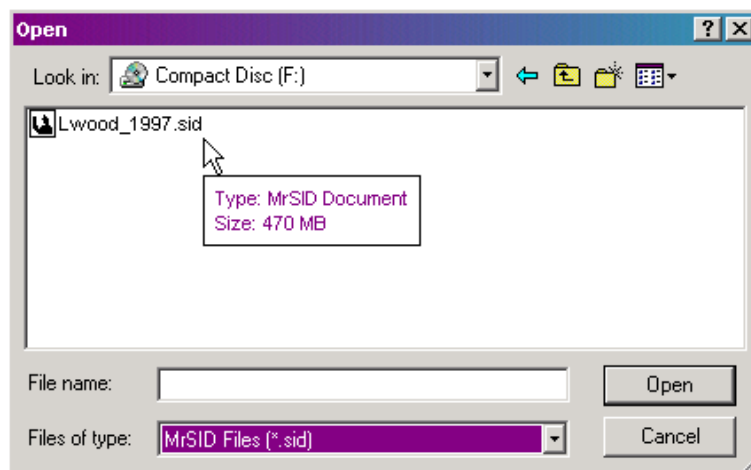 Open
Look in: Compact Disc (F:)
Lwood_1997.sid
Type: MrSID Document
Size: 470 MB
File name: Open
Files of type: MrSID Files (*.sid) Cancel